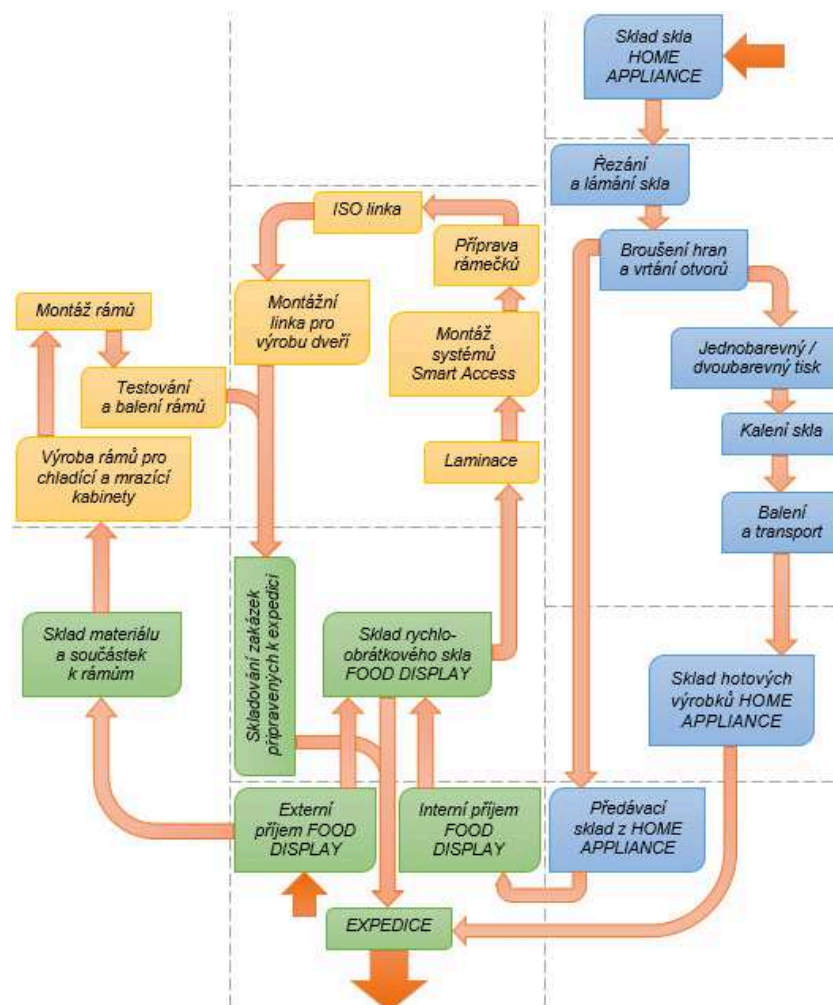 Sklad skla
HOME
APPLIANCE
Řezání
a lámání skla
ISO linka
Příprava
rámečků
Broušení hran
a vrtání otvorů
Montáž rámů
Montážní
linka pro
výrobu dveří
Montáž
systémů
Smart Access
Jednobarevný /
dvoubarevný tisk
Testování
a balení rámů
Kalení skla
Výroba rámů pro
chladící a mrazící
kabinety
Laminace
Balení
a transport
Sklad materiálu
a součástek
k rámům
Skladování zakázek
připravených k expedici
Sklad rychlo-
obrátkového skla
FOOD DISPLAY
Sklad hotových
výrobků HOME
APPLIANCE
Externí
příjem FOOD
DISPLAY
Interní příjem
FOOD
DISPLAY
Předávací
sklad z HOME
APPLIANCE
EXPEDICE